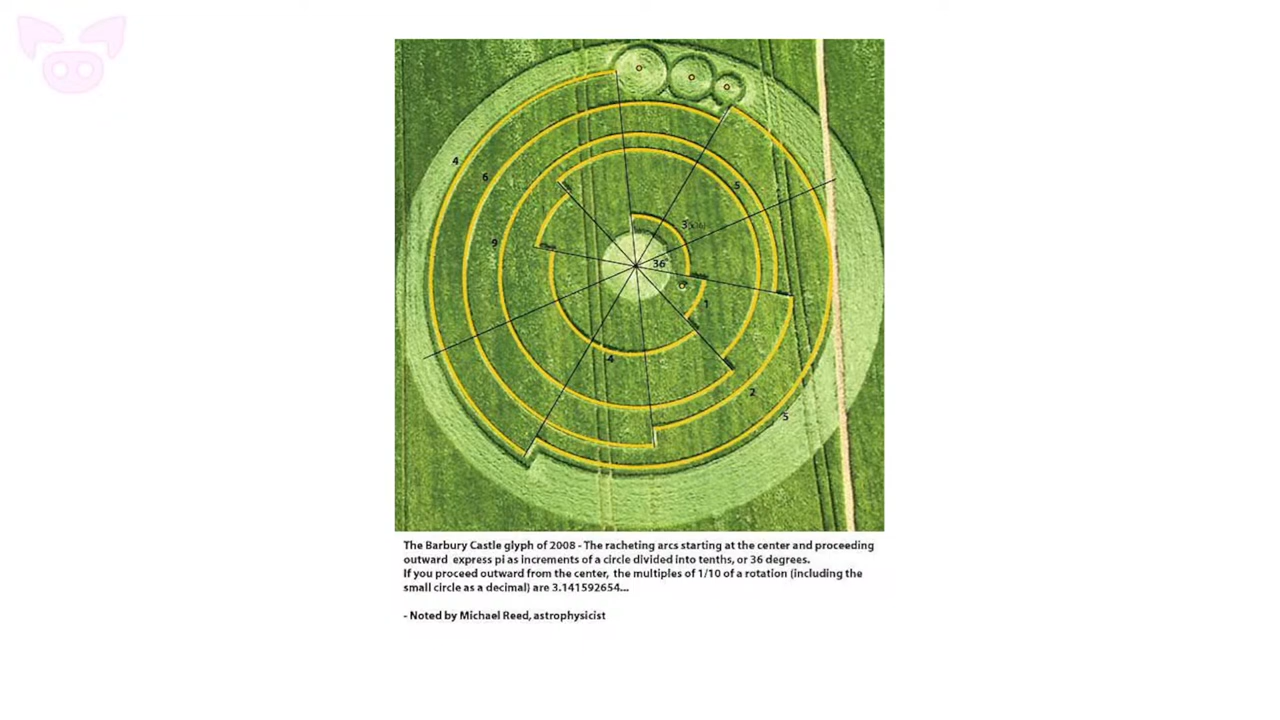 4
6
5
3
9
36
1
4
2
5
The Barbury Castle glyph of 2008 - The racheting arcs starting at the center and proceeding
outward express pi as increments of a circle divided into tenths, or 36 degrees.
If you proceed outward from the center, the multiples of 1/10 of a rotation (including the
small circle as a decimal) are 3.141592654...
- Noted by Michael Reed, astrophysicist